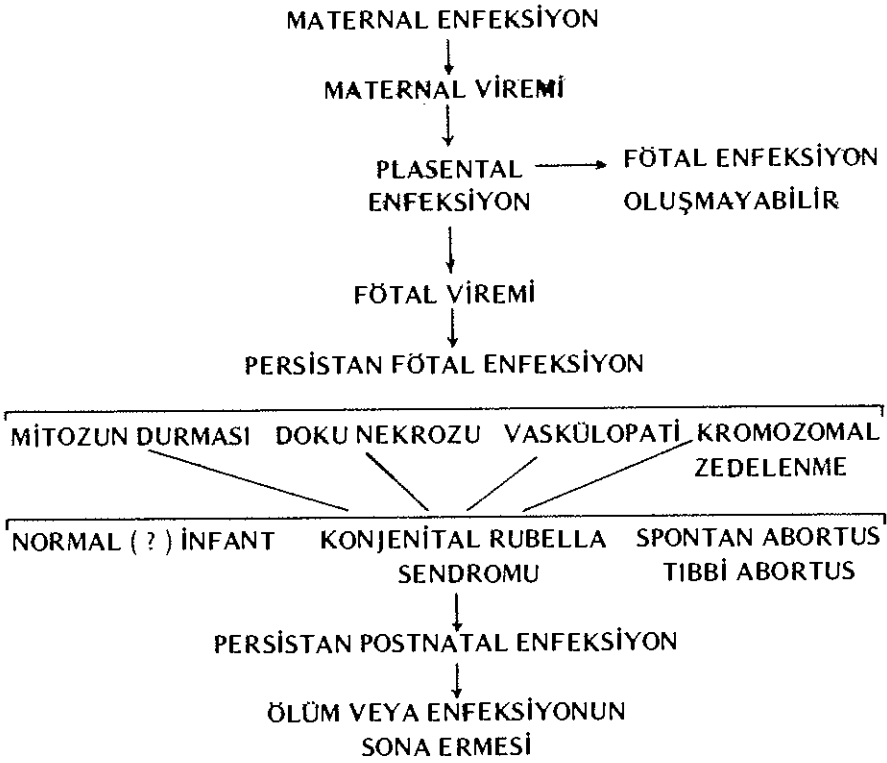 MATERNAL ENFEKSİYON
MATERNAL VİREMİ
PLASENTAL
ENFEKSİYON
FÖTAL ENFEKSİYON
OLUŞMAYABİLİR
FÖTAL VİREMİ
PERSİSTAN FÖTAL ENFEKSİYON
MİTOZUN DURMASI
DOKU NEKROZU
VASKÜLOPATİ
KROMOZOMAL
ZEDELENME
NORMAL ( ? ) İNFANT
KONJENİTAL RUBELLA
SENDROMU
SPONTAN ABORTUS
TIBBİ ABORTUS
PERSİSTAN POSTNATAL ENFEKSİYON
ÖLÜM VEYA ENFEKSİYONUN
SONA ERMESİ